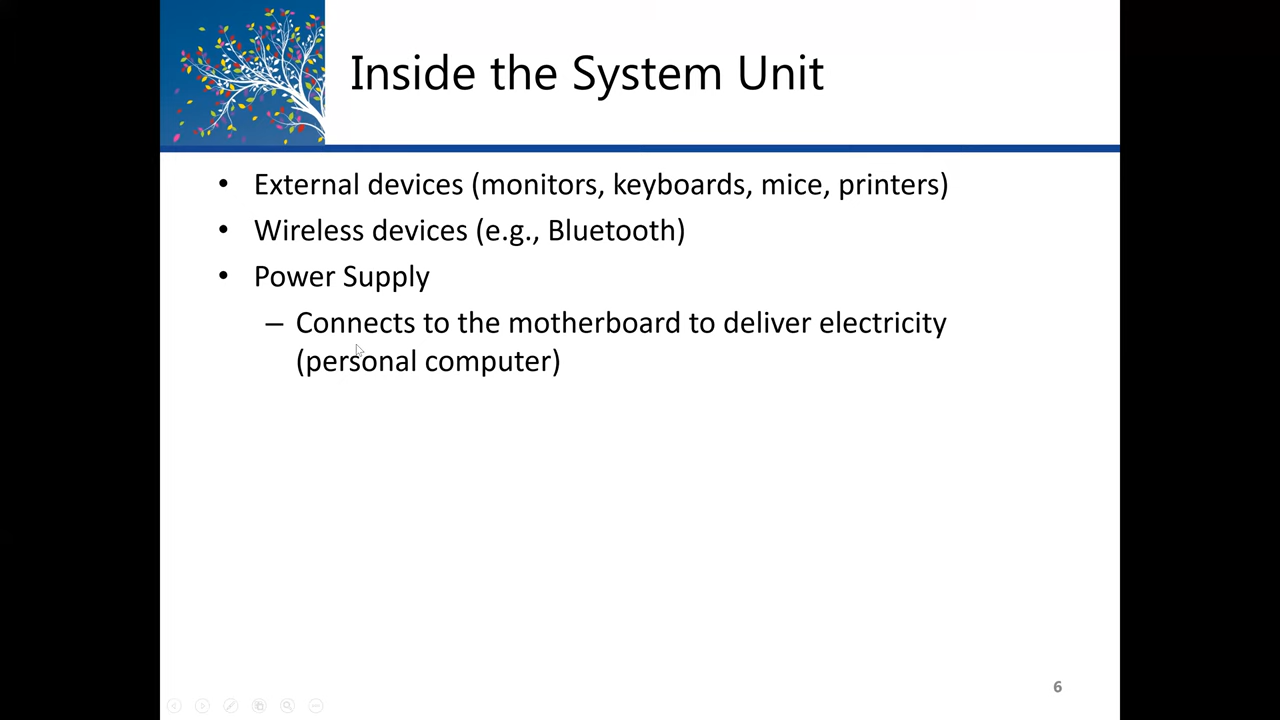 Inside the System Unit
• External devices (monitors, keyboards, mice, printers)
• Wireless devices (e.g., Bluetooth)
• Power Supply
– Connects to the motherboard to deliver electricity
(personal computer)
6